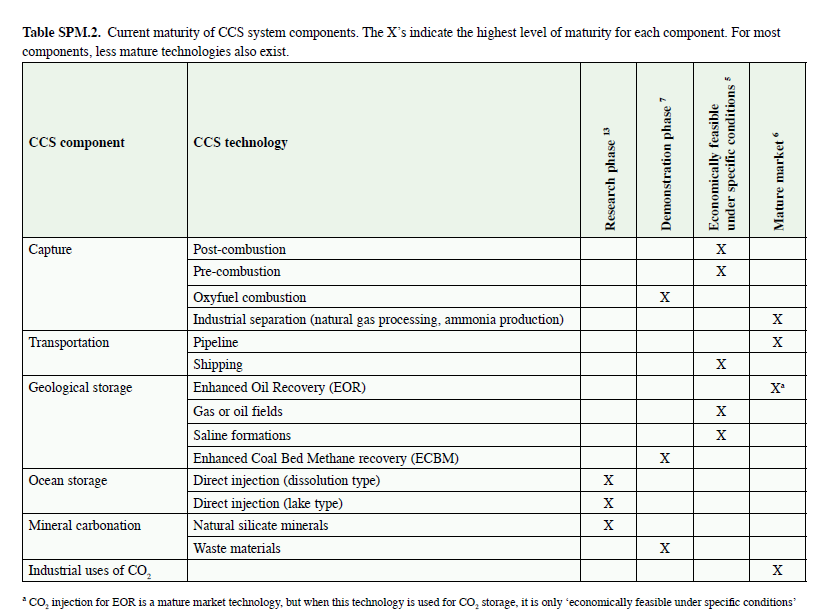 Table SPM.2. Current maturity of CCS system components. The X's indicate the highest level of maturity for each component. For most
components, less mature technologies also exist.
CCS component
CCS technology
Research phase 13
Demonstration phase 7
Economically feasible
under specific conditions 5
Mature market 6
Capture
Post-combustion X
Pre-combustion X
Oxyfuel combustion X
Industrial separation (natural gas processing, ammonia production) X
Transportation
Pipeline X
Shipping X
Geological storage
Enhanced Oil Recovery (EOR) Xª
Gas or oil fields X
Saline formations X
Enhanced Coal Bed Methane recovery (ECBM) X
Ocean storage
Direct injection (dissolution type) X
Direct injection (lake type) X
Mineral carbonation
Natural silicate minerals X
Waste materials X
Industrial uses of CO₂ X
ª CO₂ injection for EOR is a mature market technology, but when this technology is used for CO₂ storage, it is only 'economically feasible under specific conditions'